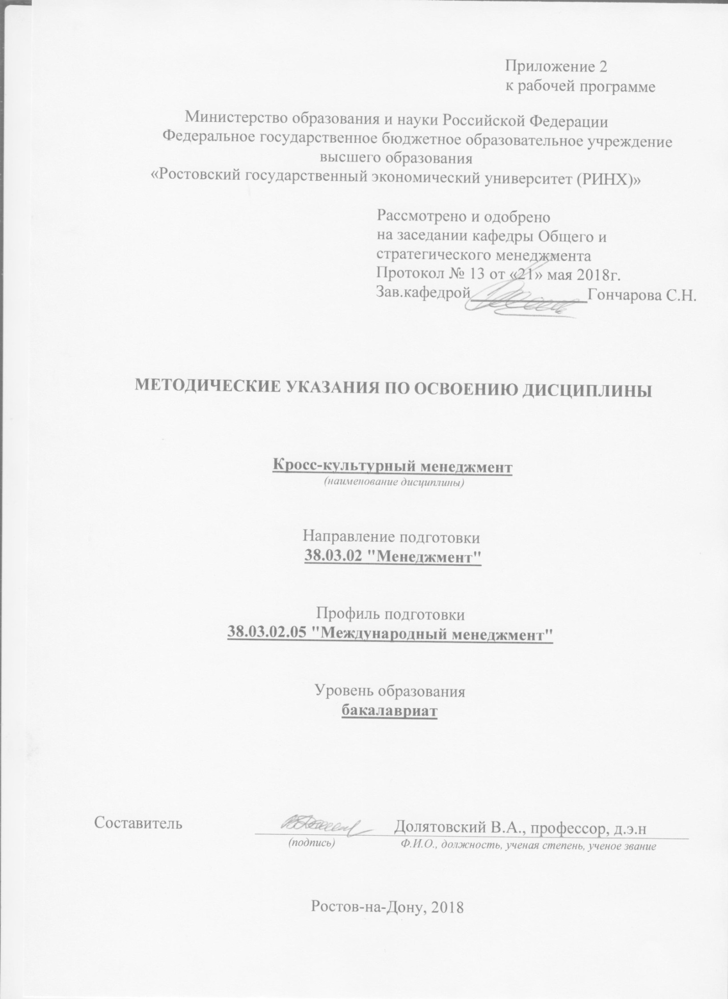 Приложение 2
к рабочей программе
Министерство образования и науки Российской Федерации
Федеральное государственное бюджетное образовательное учреждение
высшего образования
«Ростовский государственный экономический университет (РИНХ)»
Рассмотрено и одобрено
на заседании кафедры Общего и
стратегического менеджмента
Протокол № 13 от «21» мая 2018г.
Зав.кафедрой Гончарова С.Н.
МЕТОДИЧЕСКИЕ УКАЗАНИЯ ПО ОСВОЕНИЮ ДИСЦИПЛИНЫ
Кросс-культурный менеджмент
(наименование дисциплины)
Направление подготовки
38.03.02 "Менеджмент"
Профиль подготовки
38.03.02.05 "Международный менеджмент"
Уровень образования
бакалавриат
Составитель Долятовский В.А., профессор, д.э.н
(подпись) Ф.И.О., должность, ученая степень, ученое звание
Ростов-на-Дону, 2018